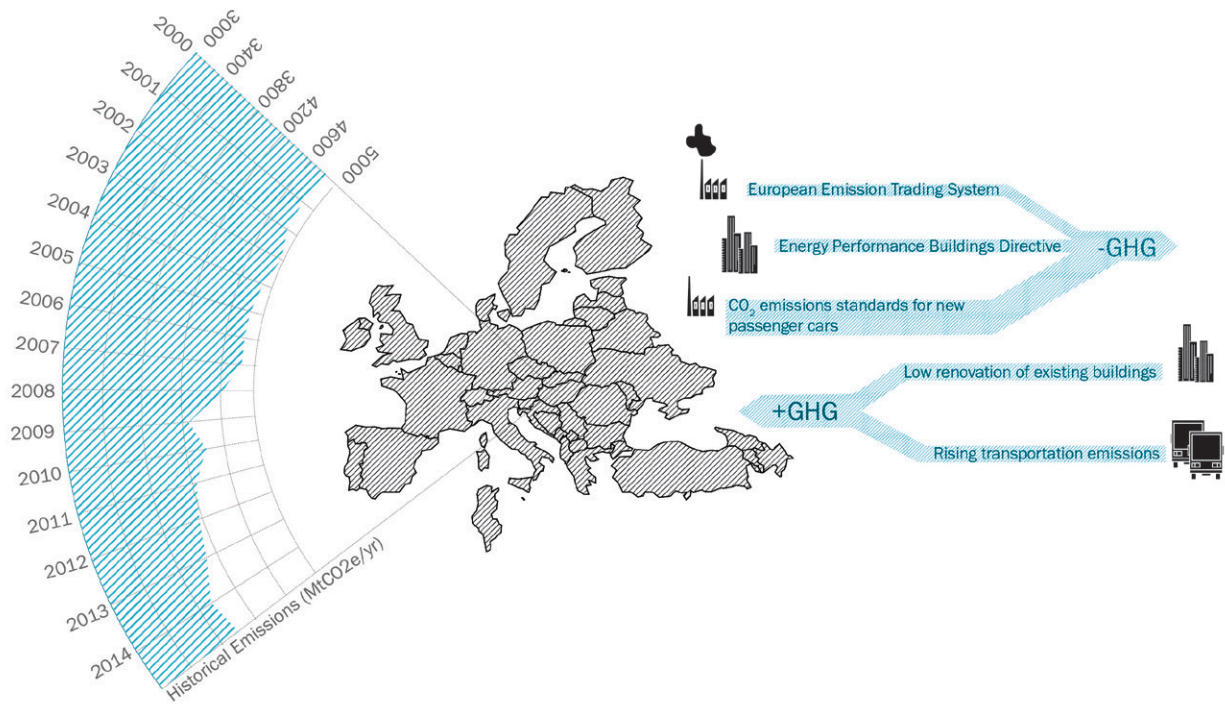 2000
2001
2002
2003
2004
2005
2006
2007
2008
2009
2010
2011
2012
2013
2014
3000
3400
3800
4200
4600
5000
Historical Emissions (MtCO2e/yr)
European Emission Trading System
Energy Performance Buildings Directive
CO₂ emissions standards for new
passenger cars
-GHG
Low renovation of existing buildings
+GHG
Rising transportation emissions